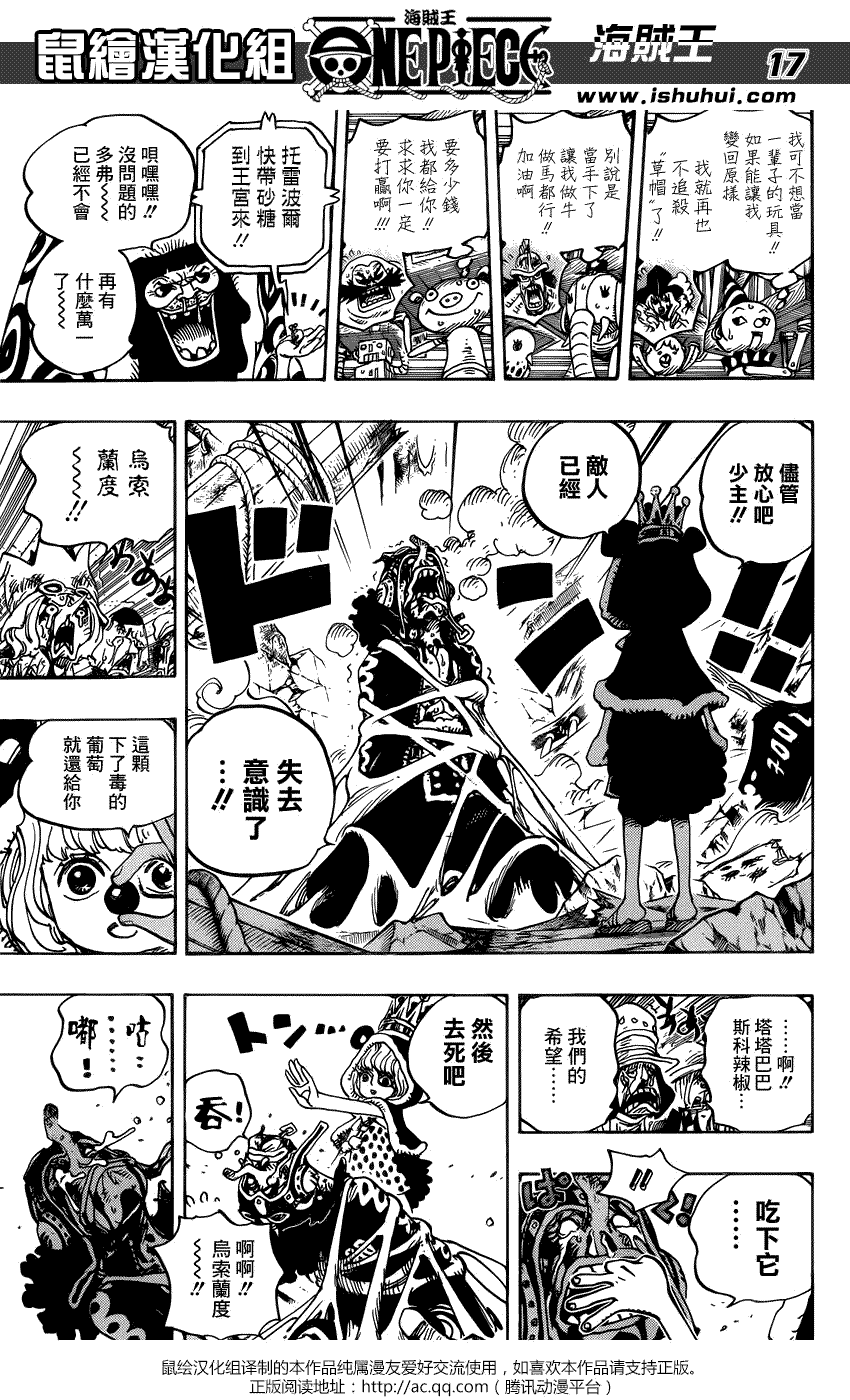 鼠繪漢化組
海賊王
ONE PIECE
海賊王
17
www.ishuhui.com
我可不想當
一輩子的玩具!!
如果能讓我
變回原樣
我就再也
不追殺
“草帽”了!!
別說是
當手下了
讓我做牛
做馬都行!!
加油啊
要多少錢
我都給你!!
求求你一定
要打贏啊!!!
托雷波爾
快帶砂糖
到王宮來!!
唄嘿嘿!!
沒問題的
多弗~~
已經不會
再有
什麼萬一
了~~~
儘管
放心吧
少主!!
敵人
已經
ドーン!!
失去
意識了
…!!
烏索
蘭度
~~~!!
わあああ
這顆
下了毒的
葡萄
就還給你
……啊!!
塔塔巴巴
斯科辣椒…
我們的
希望……
吃下它
ぱくっ!
然後
去死吧
トン…
吞!
啊啊!!
烏索蘭度
~~~!!
咕……
嘟!
鼠绘汉化组译制的本作品纯属漫友爱好交流使用，如喜欢本作品请支持正版。
正版阅读地址：http://ac.qq.com（腾讯动漫平台）